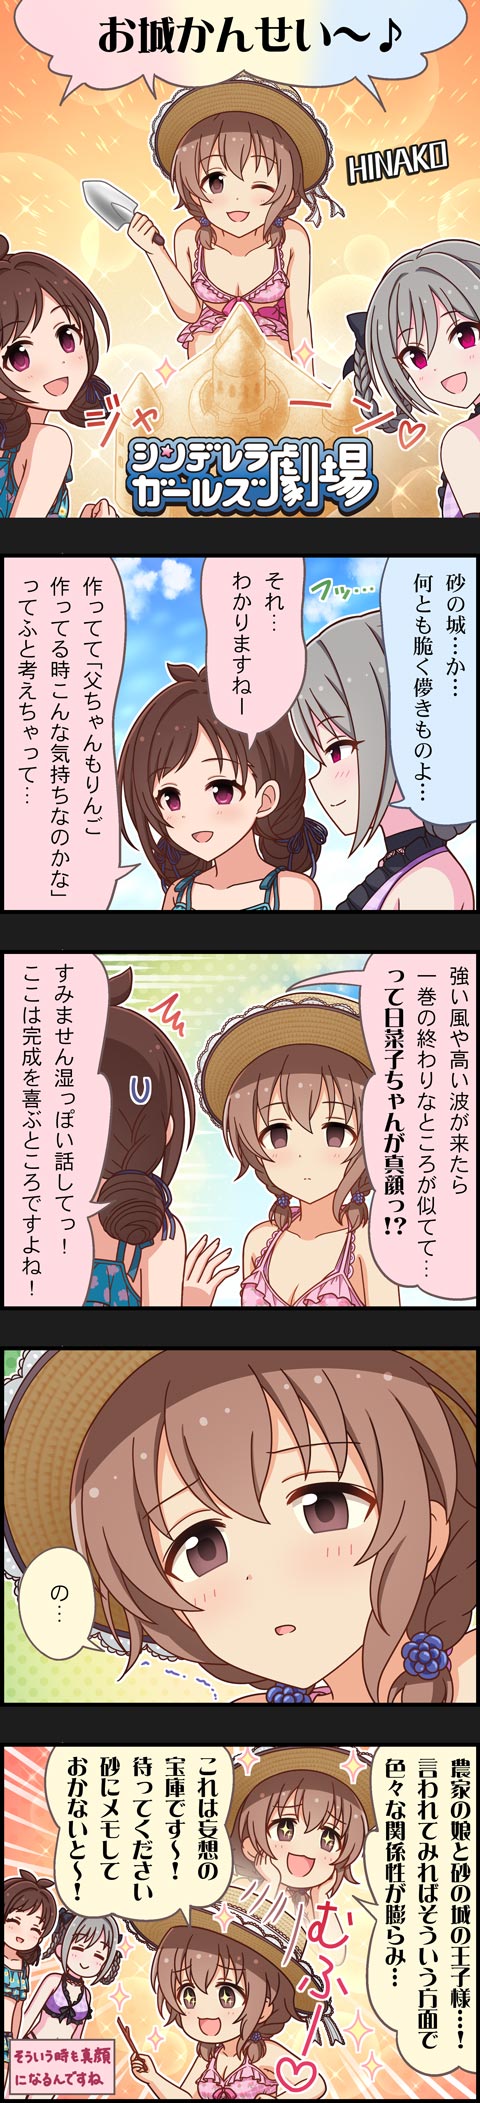 お城かんせい～♪
HINAKO
ジャーン♡
シンデレラ
ガールズ劇場
砂の城…か…
何とも脆く儚きものよ…
フッ…
それ…
わかりますねー
作ってて「父ちゃんもりんご
作ってる時こんな気持ちなのかな」
ってふと考えちゃって…
強い風や高い波が来たら
一巻の終わりなところが似てて…
って日菜子ちゃんが真顔っ!?
すみません湿っぽい話してっ！
ここは完成を喜ぶところですよね！
の…
農家の娘と砂の城の王子様…！
言われてみればそういう方面で
色々な関係性が膨らみ…
これは妄想の
宝庫です～！
待ってください
砂にメモして
おかないと～！
むふー♡
そういう時も真顔
になるんですね